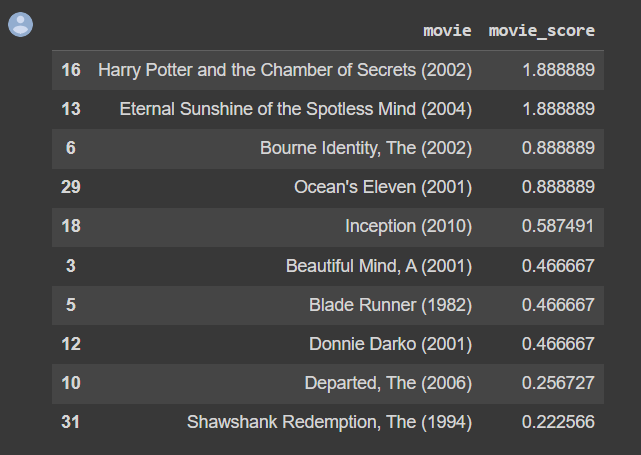 movie movie_score
16 Harry Potter and the Chamber of Secrets (2002) 1.888889
13 Eternal Sunshine of the Spotless Mind (2004) 1.888889
6 Bourne Identity, The (2002) 0.888889
29 Ocean's Eleven (2001) 0.888889
18 Inception (2010) 0.587491
3 Beautiful Mind, A (2001) 0.466667
5 Blade Runner (1982) 0.466667
12 Donnie Darko (2001) 0.466667
10 Departed, The (2006) 0.256727
31 Shawshank Redemption, The (1994) 0.222566